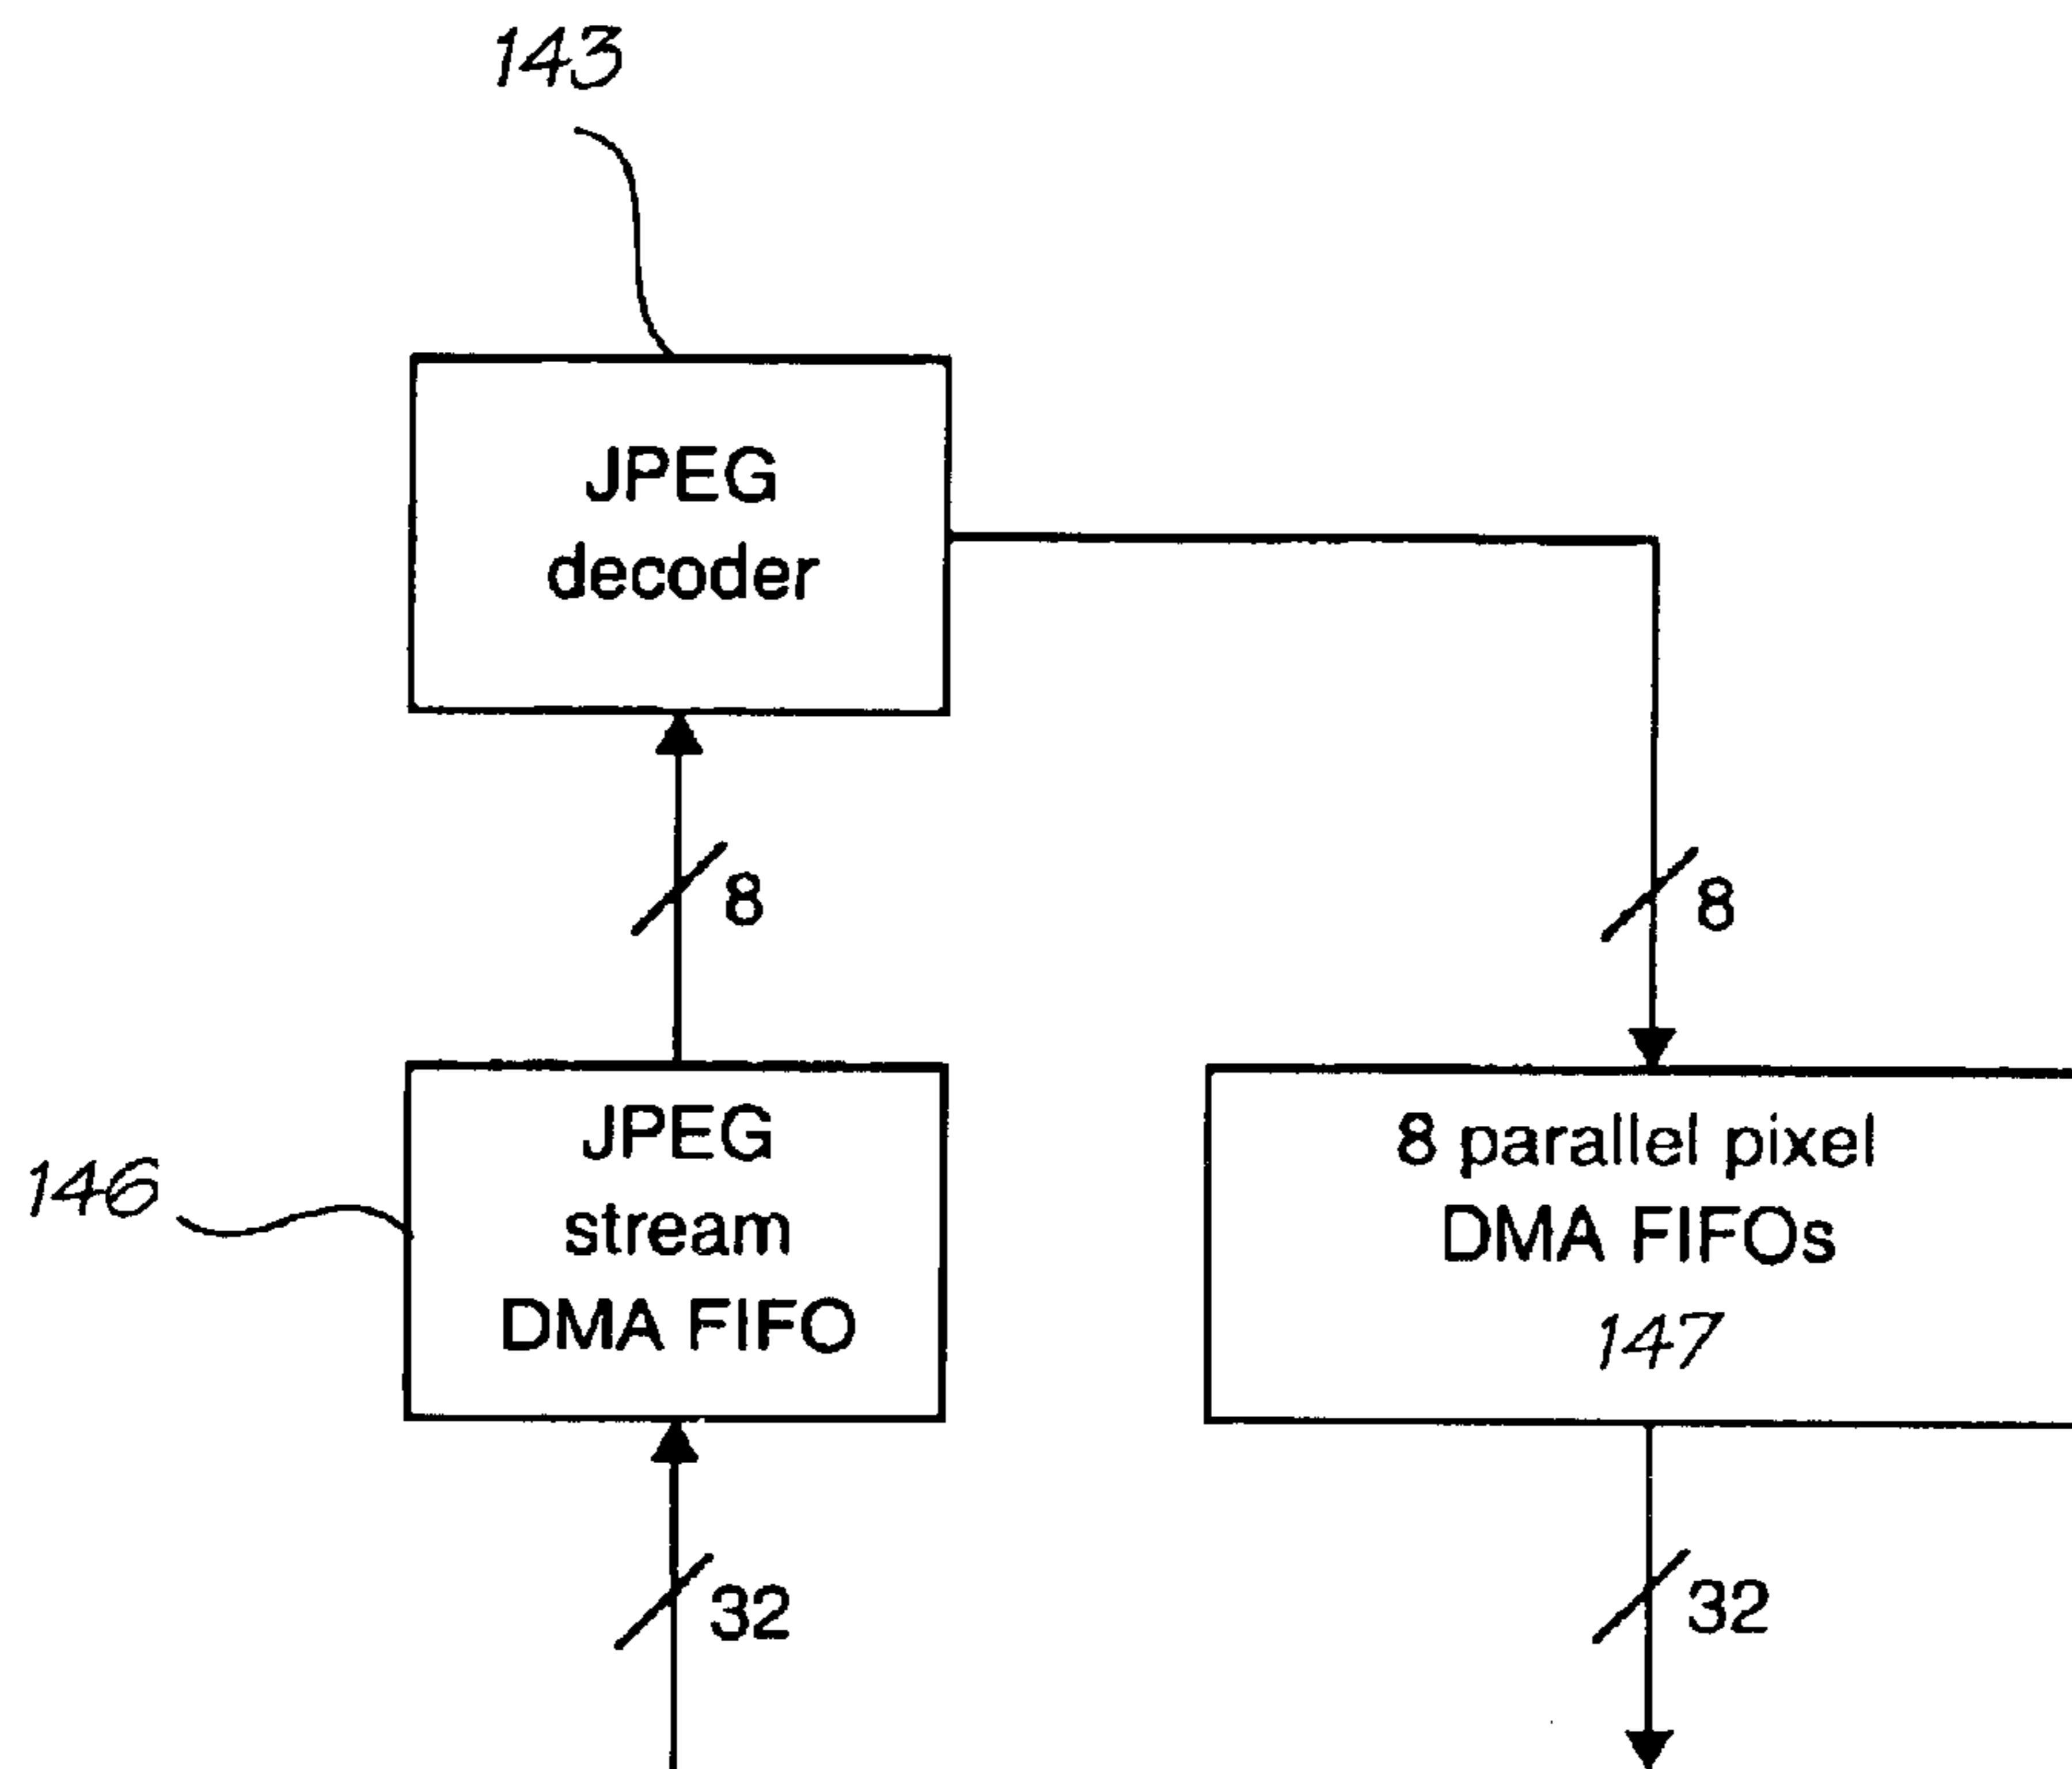 143
JPEG
decoder
8
8
146
JPEG
stream
DMA FIFO
8 parallel pixel
DMA FIFOs
147
32
32